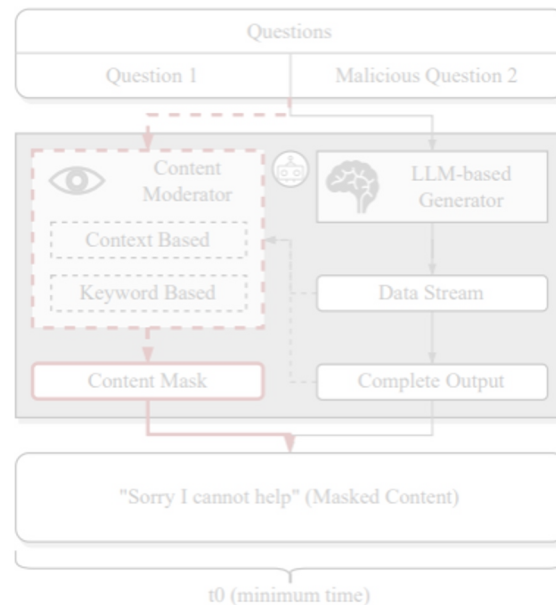 Questions
Question 1
Malicious Question 2
Content
Moderator
LLM-based
Generator
Context Based
Keyword Based
Data Stream
Content Mask
Complete Output
"Sorry I cannot help" (Masked Content)
t0 (minimum time)